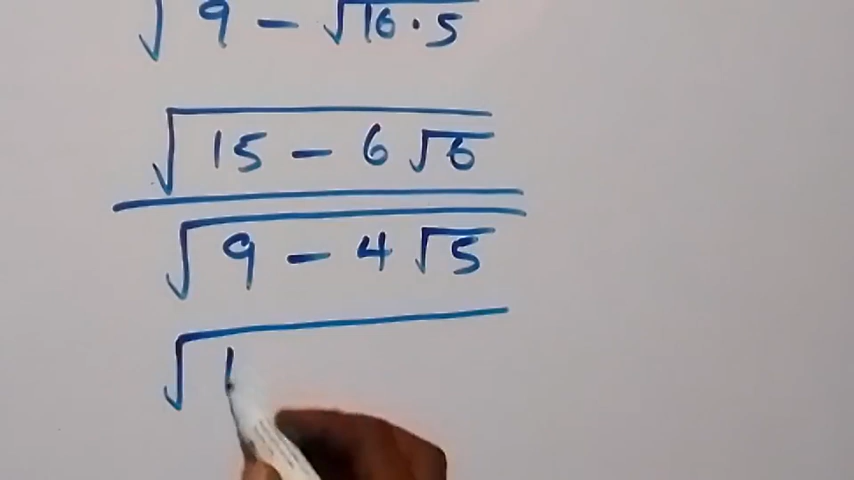 √9 - √16·5
√15 - 6√6
√9 - 4√5
√1